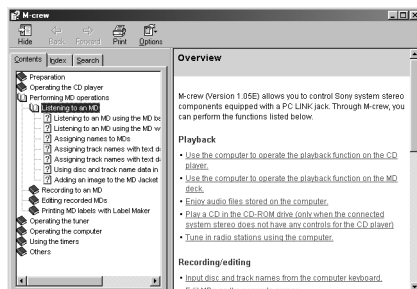 M-crew
Hide Back Forward Print Options
Contents Index Search
Preparation
Operating the CD player
Performing MD operations
Listening to an MD
Listening to an MD using the MD ba
Listening to an MD using the MD w
Assigning names to MDs
Assigning track names with text da
Assigning track names with text da
Using disc and track name data in
Adding an image to the MD Jacket
Recording to an MD
Editing recorded MDs
Printing MD labels with Label Maker
Operating the tuner
Operating the computer
Using the timers
Others
Overview
M-crew (Version 1.05E) allows you to control Sony system stereo
components equipped with a PC LINK jack. Through M-crew, you
can perform the functions listed below.
Playback
• Use the computer to operate the playback function on the CD
player.
• Use the computer to operate the playback function on the MD
deck.
• Enjoy audio files stored on the computer.
• Play a CD in the CD-ROM drive (only when the connected
system stereo does not have any controls for the CD player)
• Tune in radio stations using the computer.
Recording/editing
• Input disc and track names from the computer keyboard.